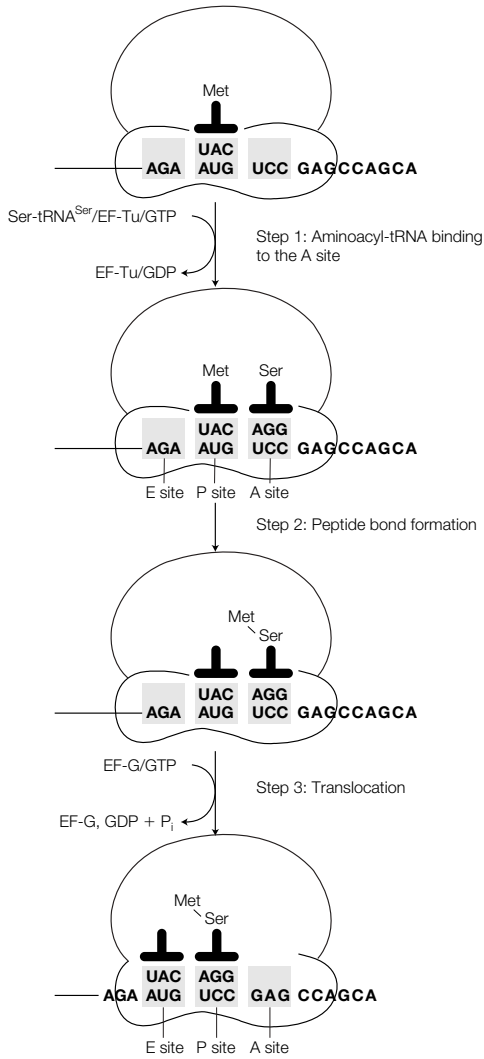 Met
UAC
AGA AUG UCC GAGCCAGCA
Ser-tRNA^Ser/EF-Tu/GTP
Step 1: Aminoacyl-tRNA binding
to the A site
EF-Tu/GDP
Met Ser
UAC AGG
AGA AUG UCC GAGCCAGCA
E site P site A site
Step 2: Peptide bond formation
Met
Ser
UAC AGG
AGA AUG UCC GAGCCAGCA
EF-G/GTP
Step 3: Translocation
EF-G, GDP + Pi
Met
Ser
UAC AGG
AGA AUG UCC GAG CCAGCA
E site P site A site